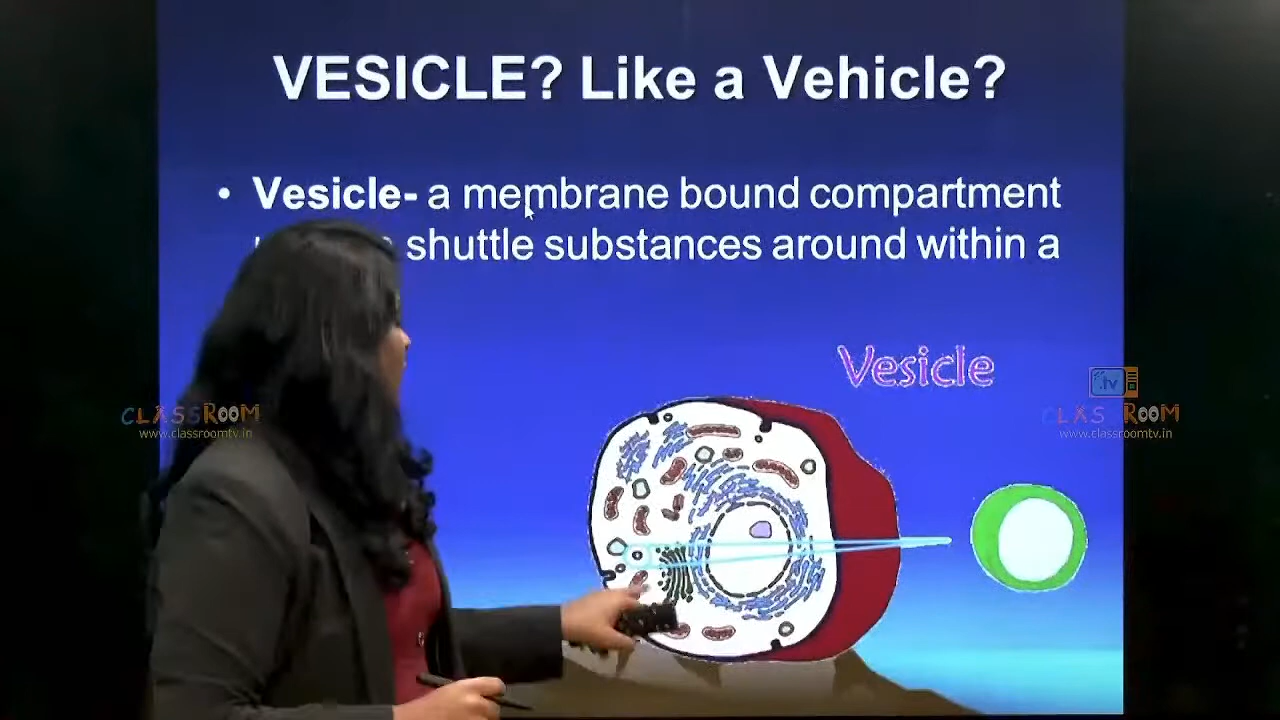 VESICLE? Like a Vehicle?
• Vesicle- a membrane bound compartment
shuttle substances around within a
Vesicle
CLASSROOM
www.classroomtv.in
.tv
CLASSROOM
www.classroomtv.in